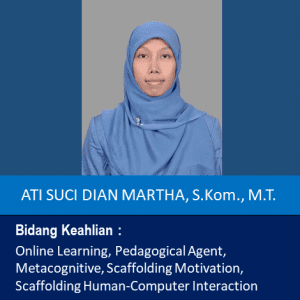 ATI SUCI DIAN MARTHA, S.Kom., M.T.
Bidang Keahlian :
Online Learning, Pedagogical Agent,
Metacognitive, Scaffolding Motivation,
Scaffolding Human-Computer Interaction